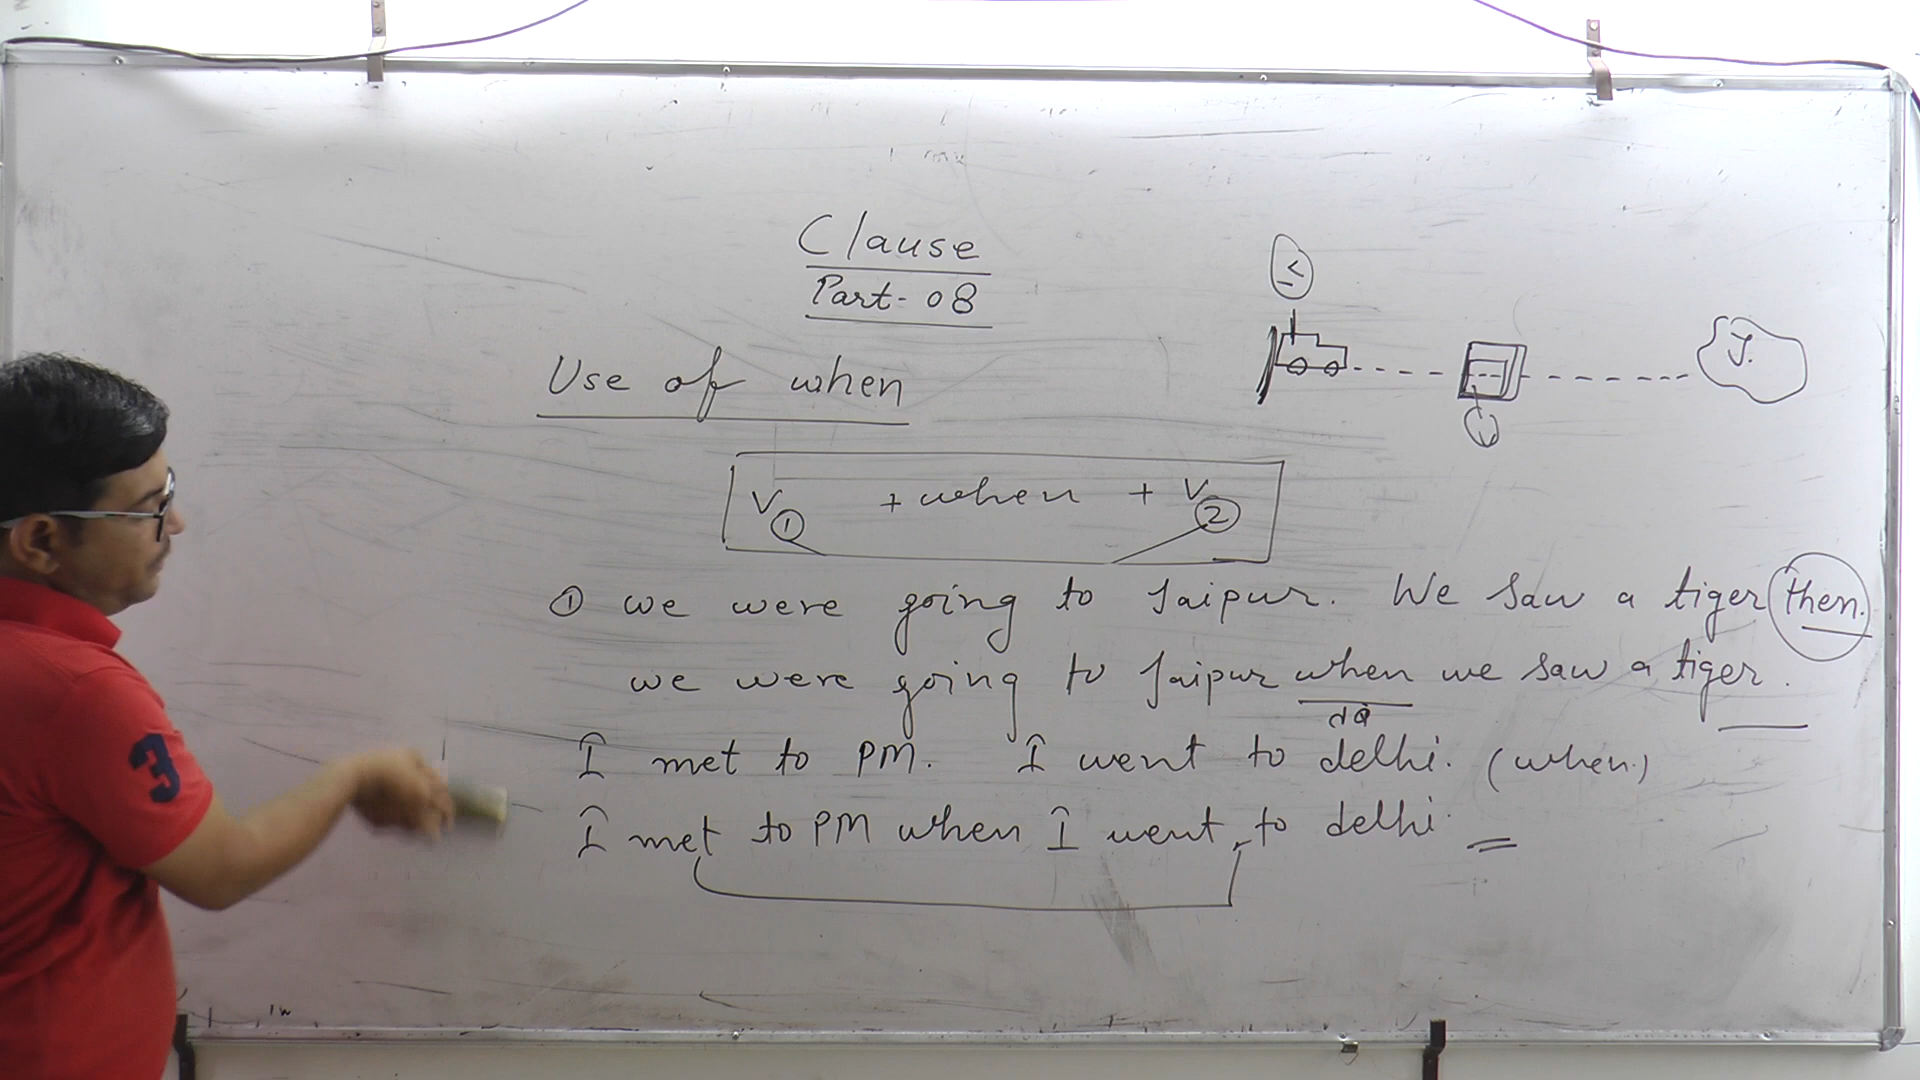 Clause
Part-08
Use of when
V① + when + V②
① we were going to Jaipur. We saw a tiger then.
we were going to Jaipur when we saw a tiger.
I met to PM. I went to delhi. (when)
I met to PM when I went to delhi.
J.
3